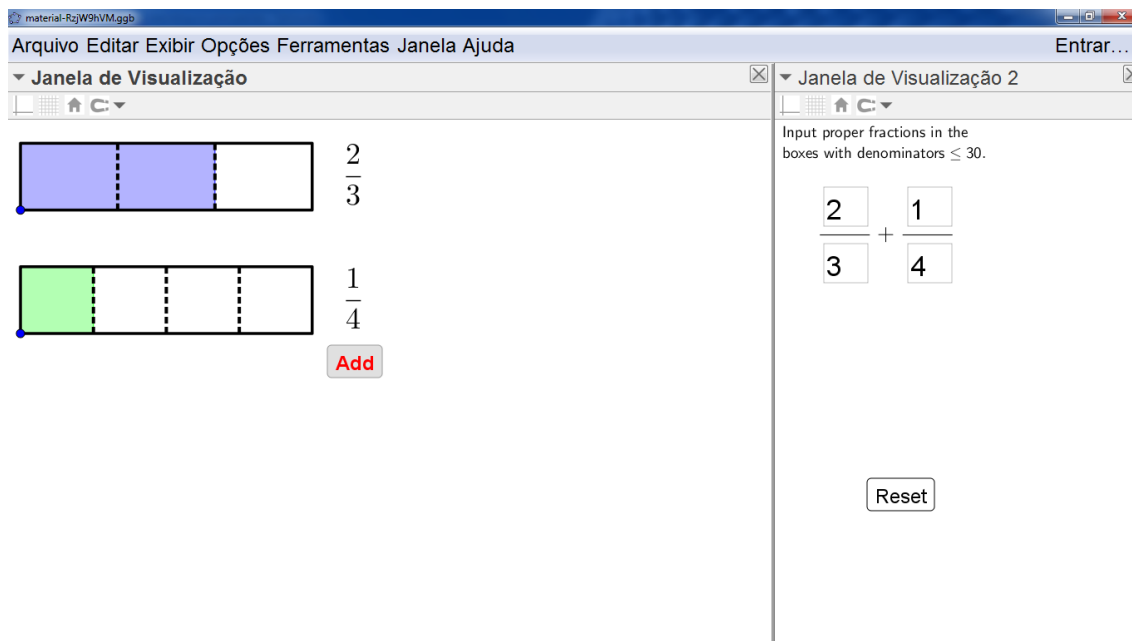 material-RzjW9hVM.ggb
Arquivo Editar Exibir Opções Ferramentas Janela Ajuda Entrar...
Janela de Visualização
Janela de Visualização 2
2
3
1
4
Add
Input proper fractions in the
boxes with denominators ≤ 30.
2 1
+
3 4
Reset